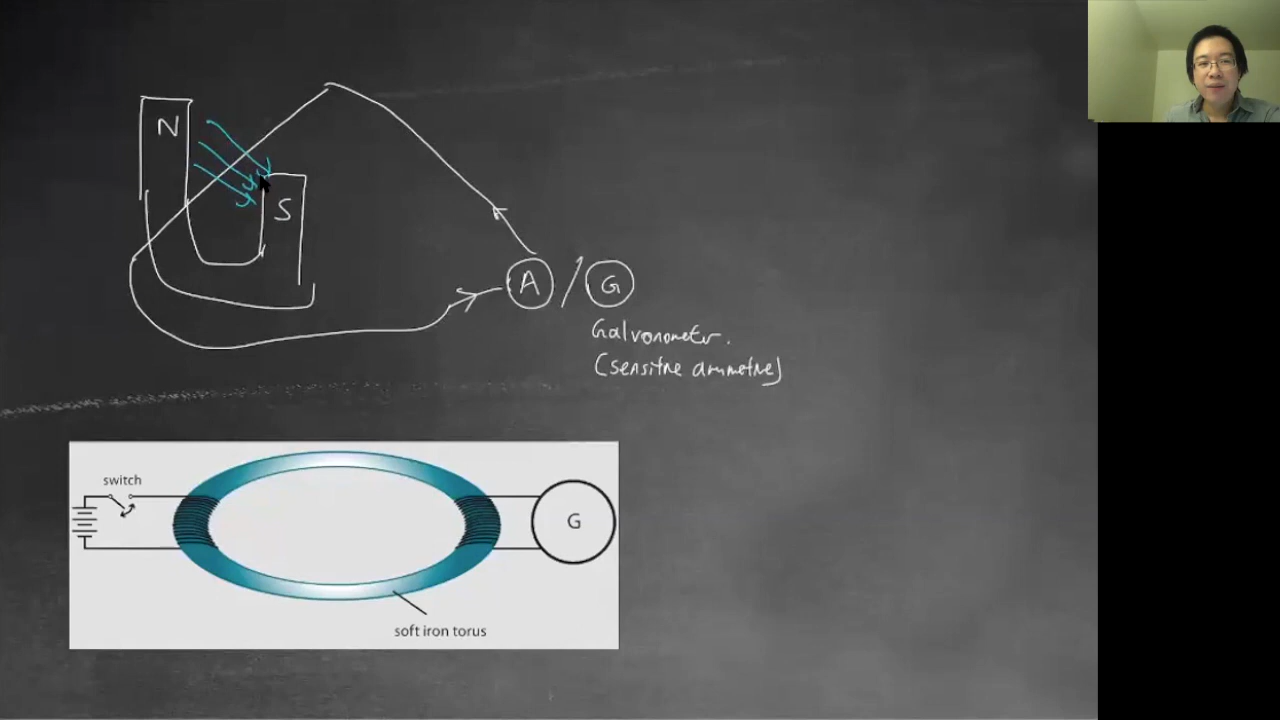 N
S
A / G
Galvonometer.
(Sensitive ammetre)
switch
G
soft iron torus